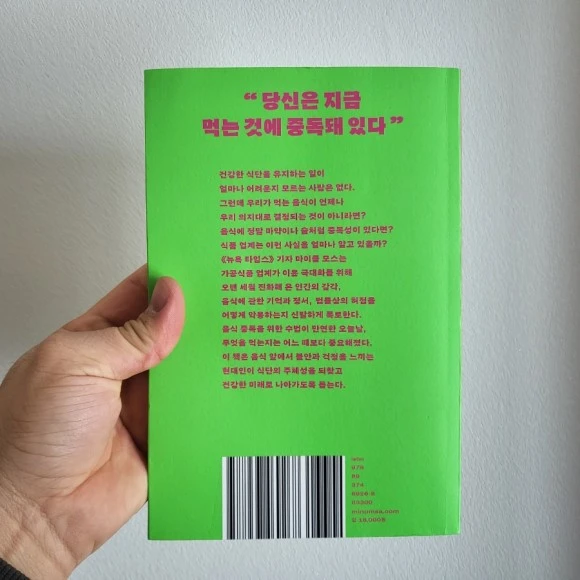 “ 당신은 지금
먹는 것에 중독돼 있다 ”
건강한 식단을 유지하는 일이
얼마나 어려운지 모르는 사람은 없다.
그런데 우리가 먹는 음식이 언제나
우리 의지대로 결정되는 것이 아니라면?
음식에 정말 마약이나 술처럼 중독성이 있다면?
식품 업계는 이런 사실을 얼마나 알고 있을까?
《뉴욕 타임스》 기자 마이클 모스는
가공식품 업계가 이윤 극대화를 위해
오랜 세월 진화해 온 인간의 감각,
음식에 관한 기억과 정서, 법률상의 허점을
어떻게 악용하는지 신랄하게 폭로한다.
음식 중독을 위한 수법이 만연한 오늘날,
무엇을 먹는지는 어느 때보다 중요해졌다.
이 책은 음식 앞에서 불안과 걱정을 느끼는
현대인이 식단의 주체성을 되찾고
건강한 미래로 나아가도록 돕는다.
978
89
374